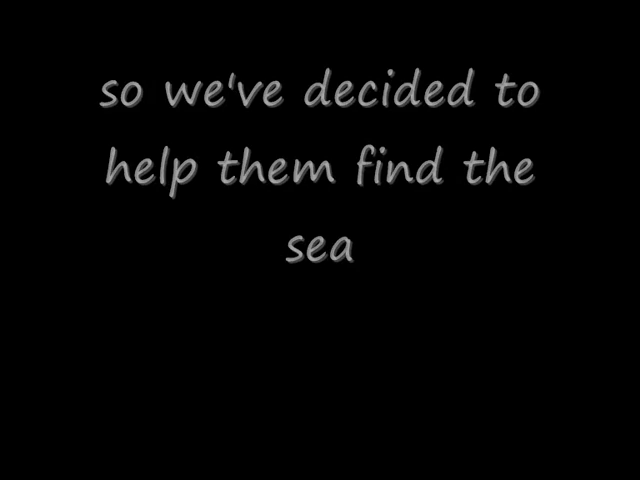 so we've decided to
help them find the
sea